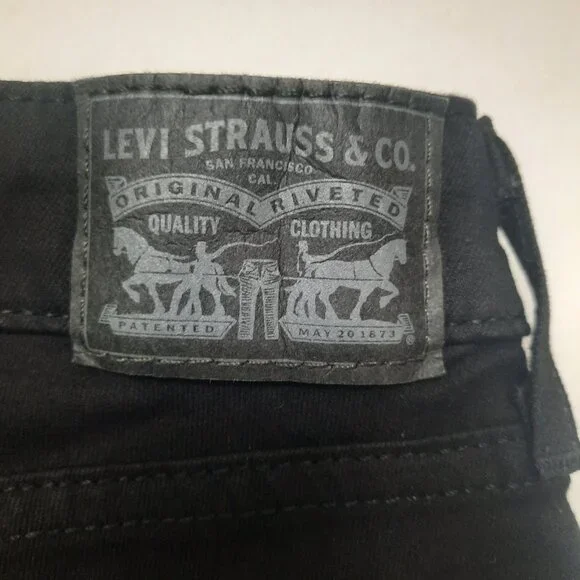 LEVI STRAUSS & CO.
SAN FRANCISCO
CAL.
ORIGINAL RIVETED
QUALITY CLOTHING
PATENTED MAY 20 1873 ®